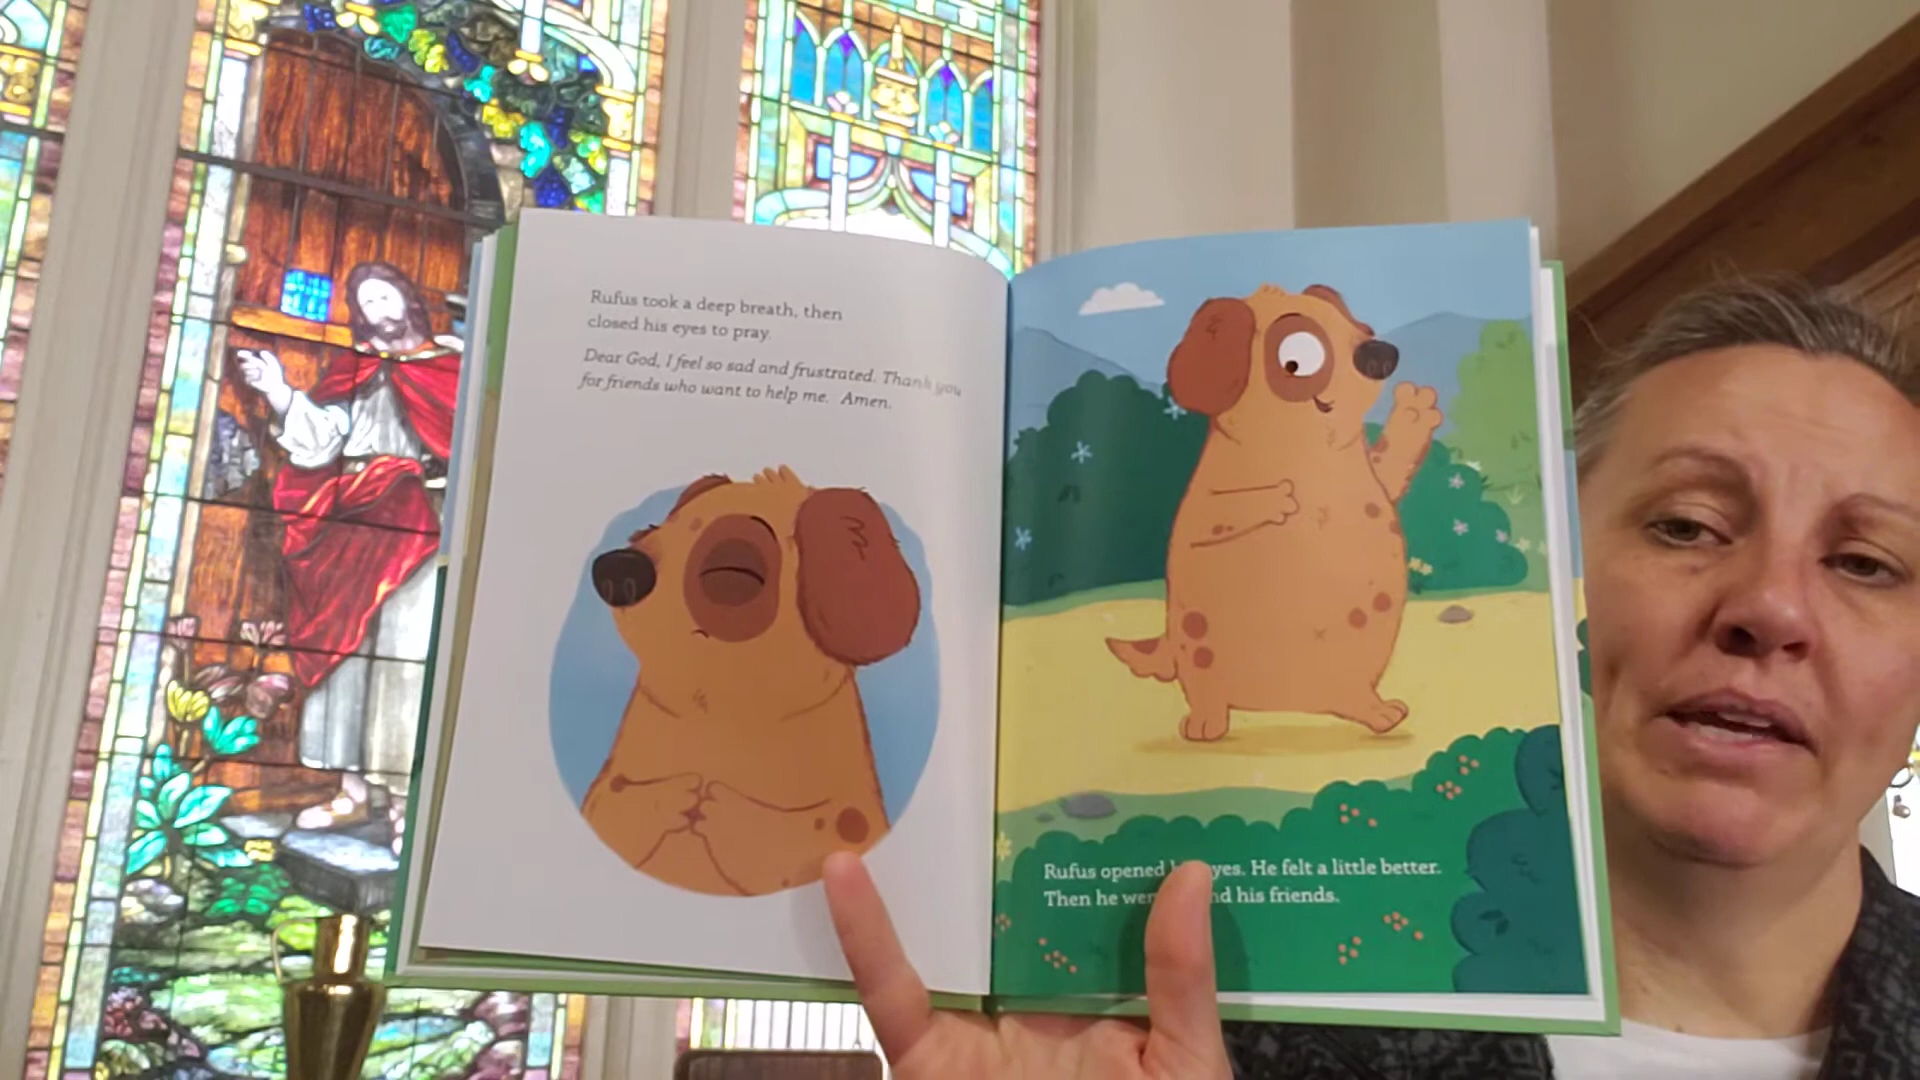 Rufus took a deep breath, then
closed his eyes to pray.
Dear God, I feel so sad and frustrated. Thank you
for friends who want to help me. Amen.
Rufus opened yes. He felt a little better.
Then he his friends.